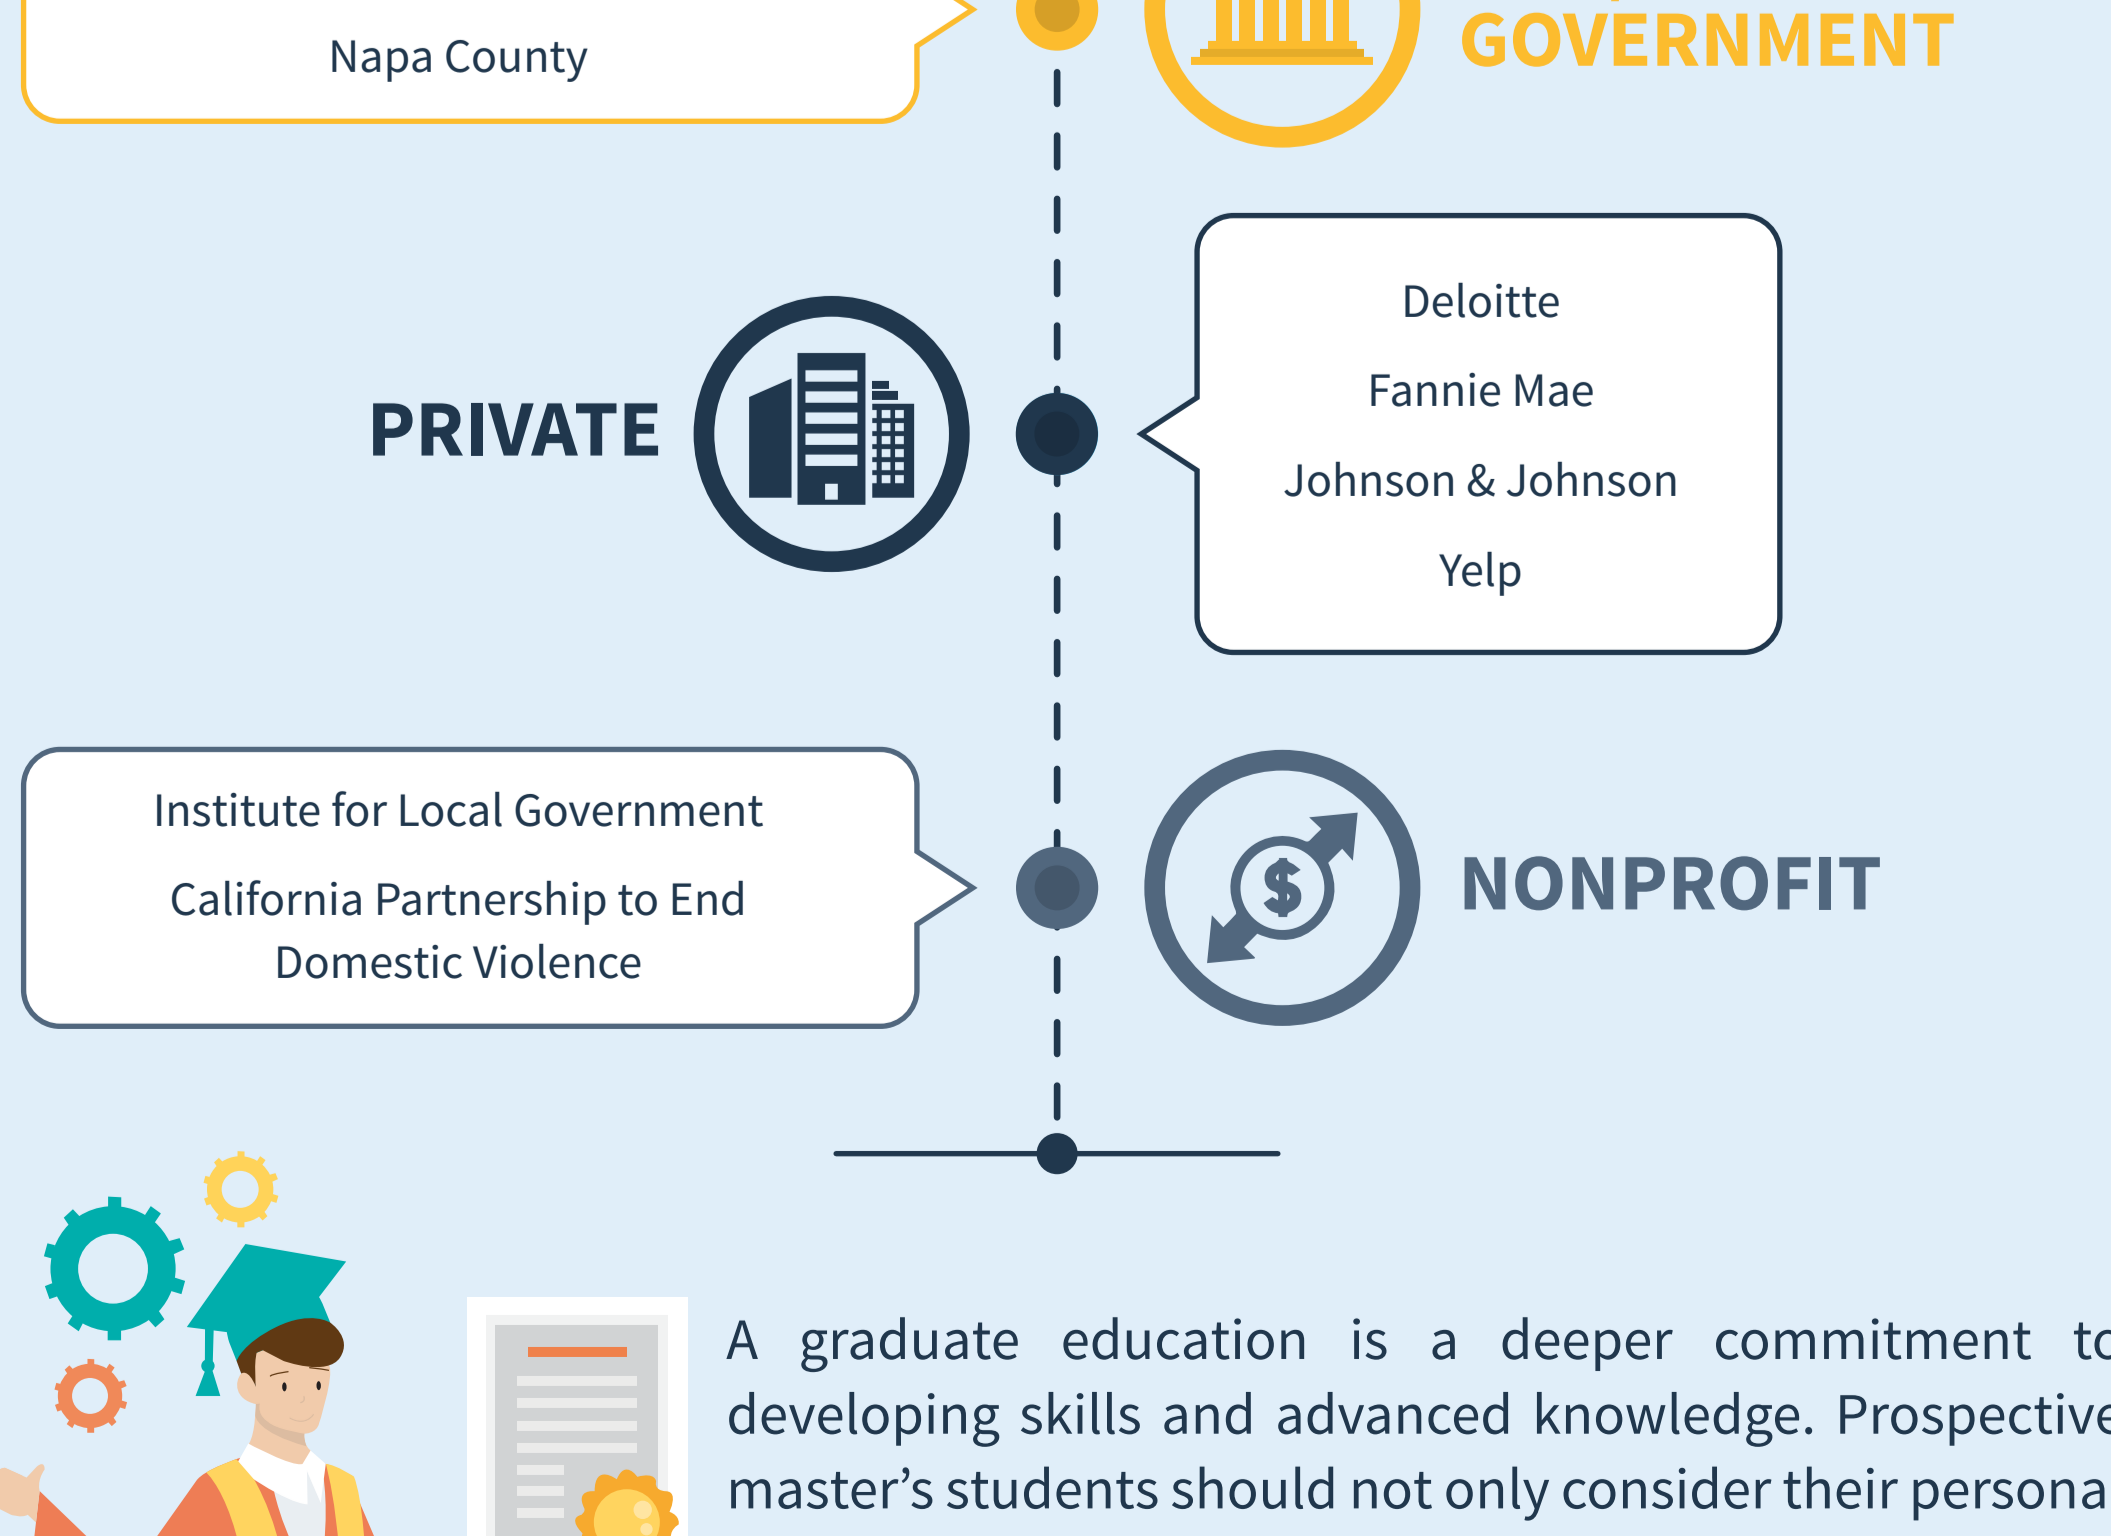 GOVERNMENT
Napa County
PRIVATE
Deloitte
Fannie Mae
Johnson & Johnson
Yelp
Institute for Local Government
California Partnership to End
Domestic Violence
NONPROFIT
A graduate education is a deeper commitment to
developing skills and advanced knowledge. Prospective
master’s students should not only consider their persona